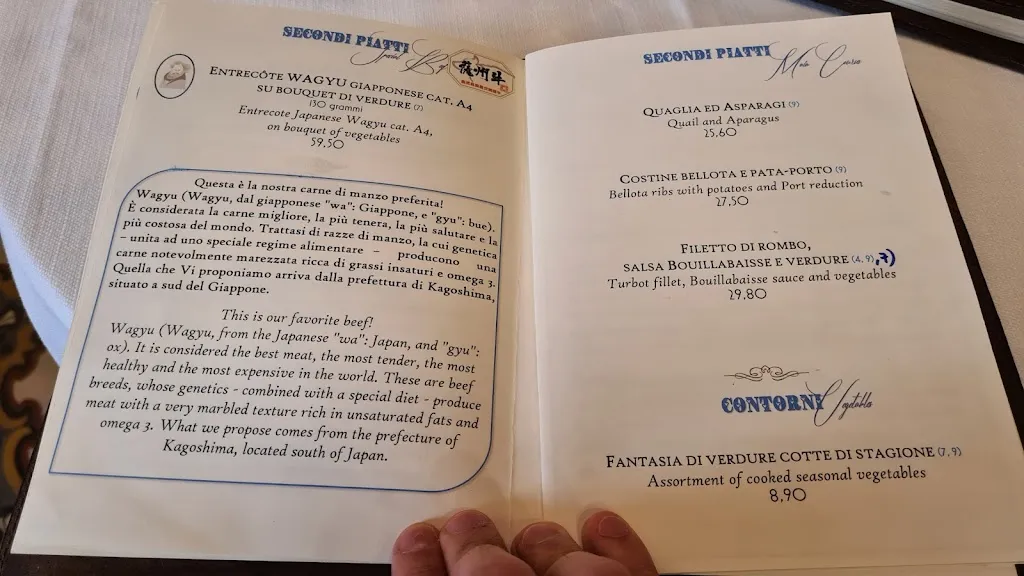 SECONDI PIATTI
ENTRECÔTE WAGYU GIAPPONESE CAT. A4
SU BOUQUET DI VERDURE (7)
130 grammi
Entrecote Japanese Wagyu cat. A4,
on bouquet of vegetables
59,50
Questa è la nostra carne di manzo preferita!
Wagyu (Wagyu, dal giapponese "wa": Giappone, e "gyu": bue).
È considerata la carne migliore, la più tenera, la più salutare e la
più costosa del mondo. Trattasi di razze di manzo, la cui genetica
– unita ad uno speciale regime alimentare – producono una
carne notevolmente marezzata ricca di grassi insaturi e omega 3.
Quella che Vi proponiamo arriva dalla prefettura di Kagoshima,
situato a sud del Giappone.
This is our favorite beef!
Wagyu (Wagyu, from the Japanese "wa": Japan, and "gyu":
ox). It is considered the best meat, the most tender, the most
healthy and the most expensive in the world. These are beef
breeds, whose genetics - combined with a special diet - produce
meat with a very marbled texture rich in unsaturated fats and
omega 3. What we propose comes from the prefecture of
Kagoshima, located south of Japan.
SECONDI PIATTI
Main Course
QUAGLIA ED ASPARAGI (9)
Quail and Aparagus
25,60
COSTINE BELLOTA E PATA-PORTO (9)
Bellota ribs with potatoes and Port reduction
27,50
FILETTO DI ROMBO,
SALSA BOUILLABAISSE E VERDURE (4, 9),7)
Turbot fillet, Bouillabaisse sauce and vegetables
29,80
CONTORNI Vegetables
FANTASIA DI VERDURE COTTE DI STAGIONE (7, 9)
Assortment of cooked seasonal vegetables
8,90